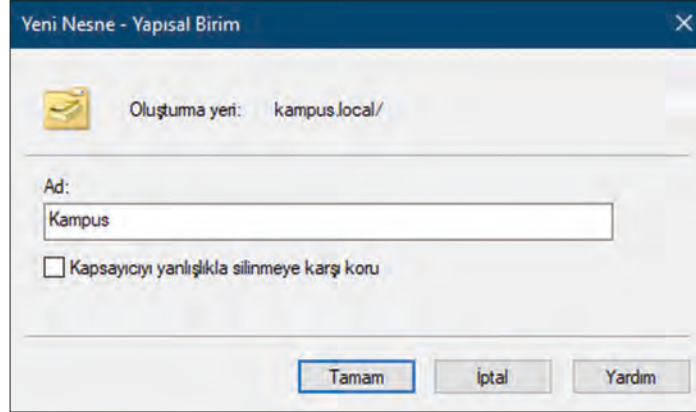 Yeni Nesne - Yapısal Birim
Oluşturma yeri: kampus.local/
Ad:
Kampus
Kapsayıcıyı yanlışlıkla silinmeye karşı koru
Tamam İptal Yardım